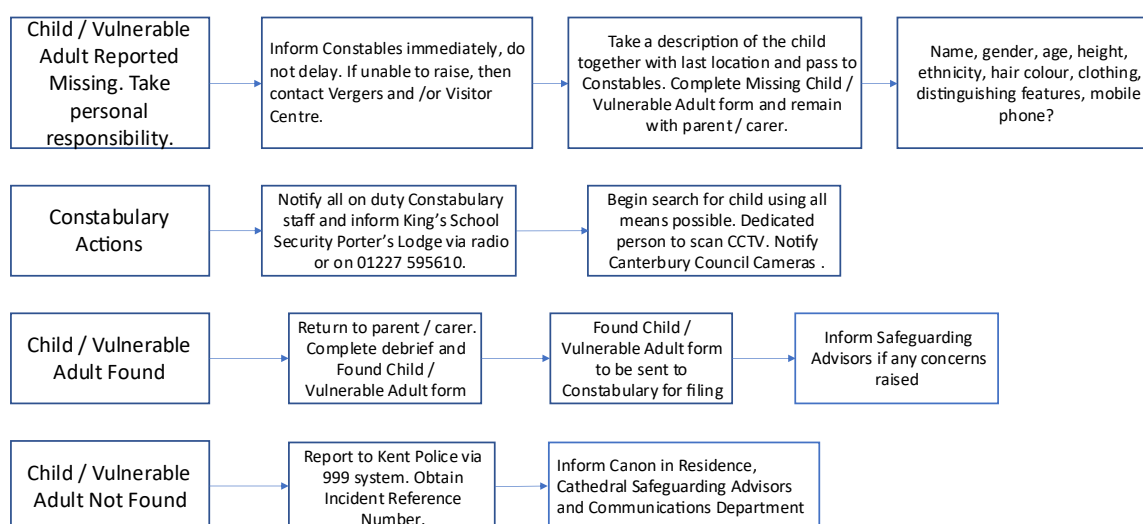 Child / Vulnerable
Adult Reported
Missing. Take
personal
responsibility.
Inform Constables immediately, do
not delay. If unable to raise, then
contact Vergers and /or Visitor
Centre.
Take a description of the child
together with last location and pass to
Constables. Complete Missing Child /
Vulnerable Adult form and remain
with parent / carer.
Name, gender, age, height,
ethnicity, hair colour, clothing,
distinguishing features, mobile
phone?
Constabulary
Actions
Notify all on duty Constabulary
staff and inform King's School
Security Porter's Lodge via radio
or on 01227 595610.
Begin search for child using all
means possible. Dedicated
person to scan CCTV. Notify
Canterbury Council Cameras .
Child / Vulnerable
Adult Found
Return to parent / carer.
Complete debrief and
Found Child /
Vulnerable Adult form
Found Child /
Vulnerable Adult form
to be sent to
Constabulary for filing
Inform Safeguarding
Advisors if any concerns
raised
Child / Vulnerable
Adult Not Found
Report to Kent Police via
999 system. Obtain
Incident Reference
Number.
Inform Canon in Residence,
Cathedral Safeguarding Advisors
and Communications Department